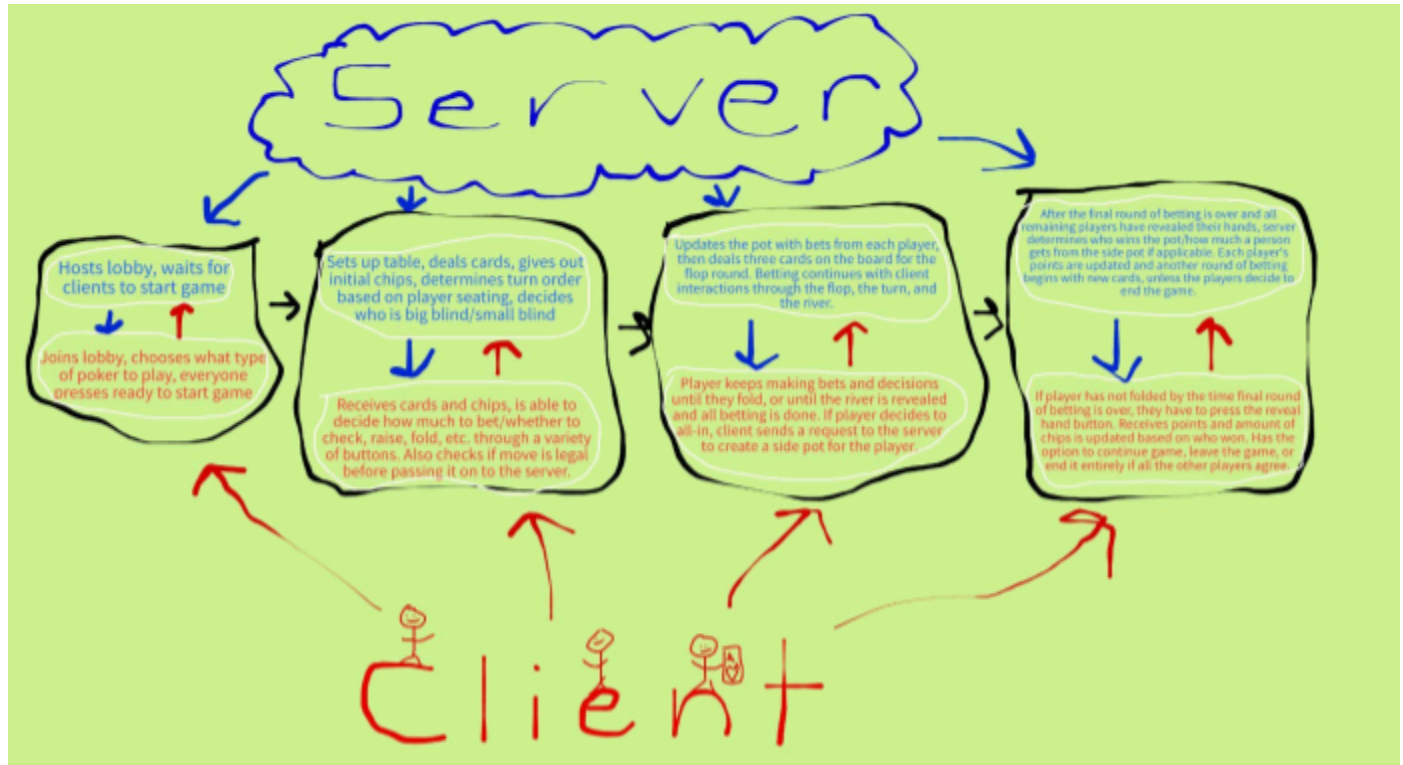 Server
Hosts lobby, waits for
clients to start game
Joins lobby, chooses what type
of poker to play, everyone
presses ready to start game
Sets up table, deals cards, gives out
initial chips, determines turn order
based on player seating, decides
who is big blind/small blind
Receives cards and chips, is able to
decide how much to bet/whether to
check, raise, fold, etc. through a variety
of buttons. Also checks if move is legal
before passing it on to the server.
Updates the pot with bets from each player,
then deals three cards on the board for the
flop round. Betting continues with client
interactions through the flop, the turn, and
the river.
Player keeps making bets and decisions
until they fold, or until the river is revealed
and all betting is done. If player decides to
all-in, client sends a request to the server
to create a side pot for the player.
After the final round of betting is over and all
remaining players have revealed their hands, server
determines who wins the pot/how much a person
gets from the side pot if applicable. Each player's
points are updated and another round of betting
begins with new cards, unless the players decide to
end the game.
If player has not folded by the time final round
of betting is over, they have to press the reveal
hand button. Receives points and amount of
chips is updated based on who won. Has the
option to continue game, leave the game, or
end it entirely if all the other players agree.
A
Client